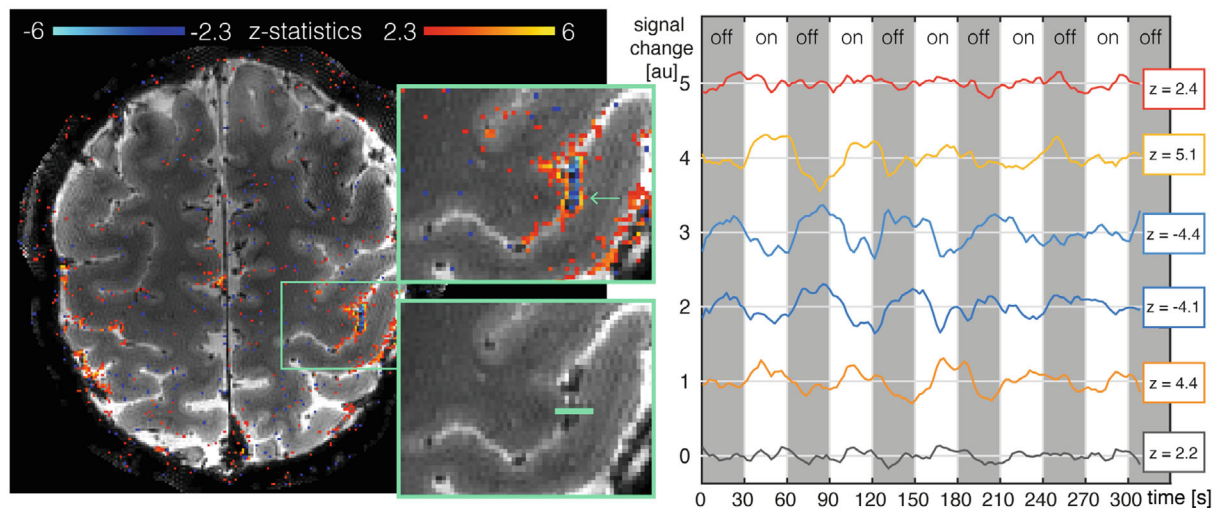 -6 -2.3 z-statistics 2.3 6
signal
change
[au]
off on off on off on off on off on off
5
4
3
2
1
0
z = 2.4
z = 5.1
z = -4.4
z = -4.1
z = 4.4
z = 2.2
0 30 60 90 120 150 180 210 240 270 300 time [s]